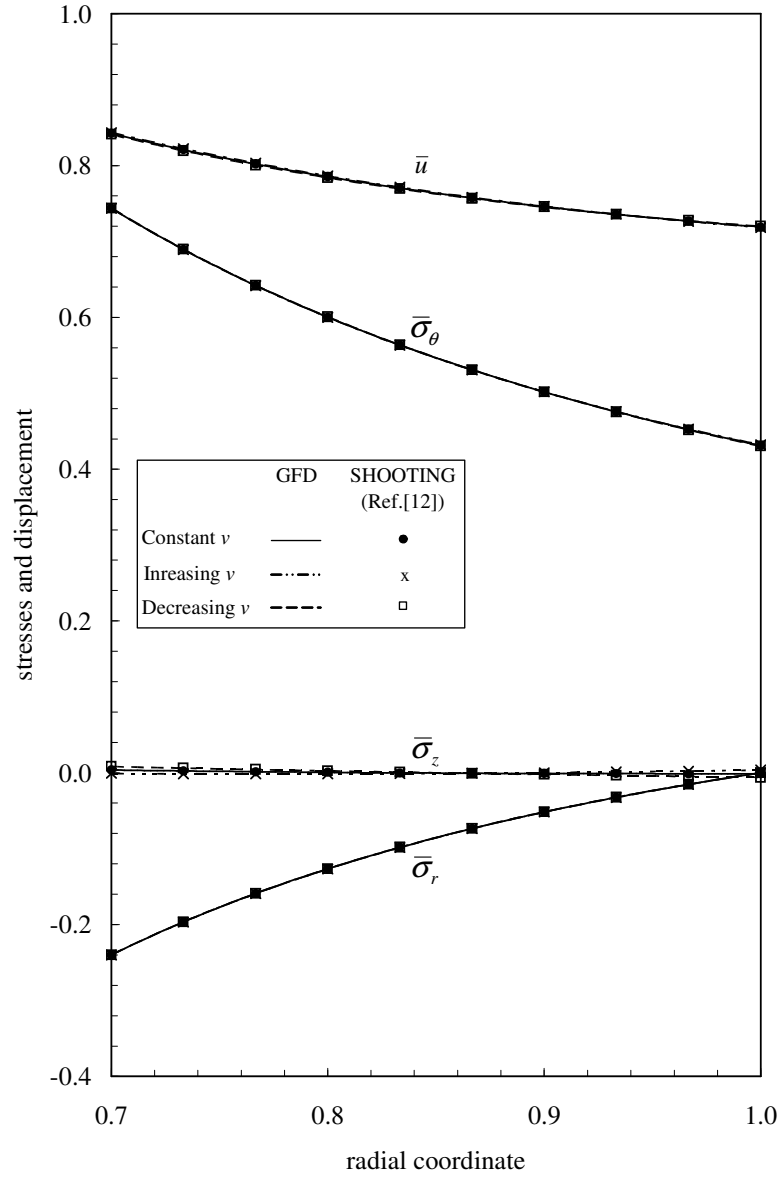 1.0
0.8
0.6
0.4
0.2
0.0
-0.2
-0.4
stresses and displacement
ū
σ̄θ
GFD SHOOTING
(Ref.[12])
Constant ν
Inreasing ν
Decreasing ν
x
σ̄z
σ̄r
0.7 0.8 0.9 1.0
radial coordinate